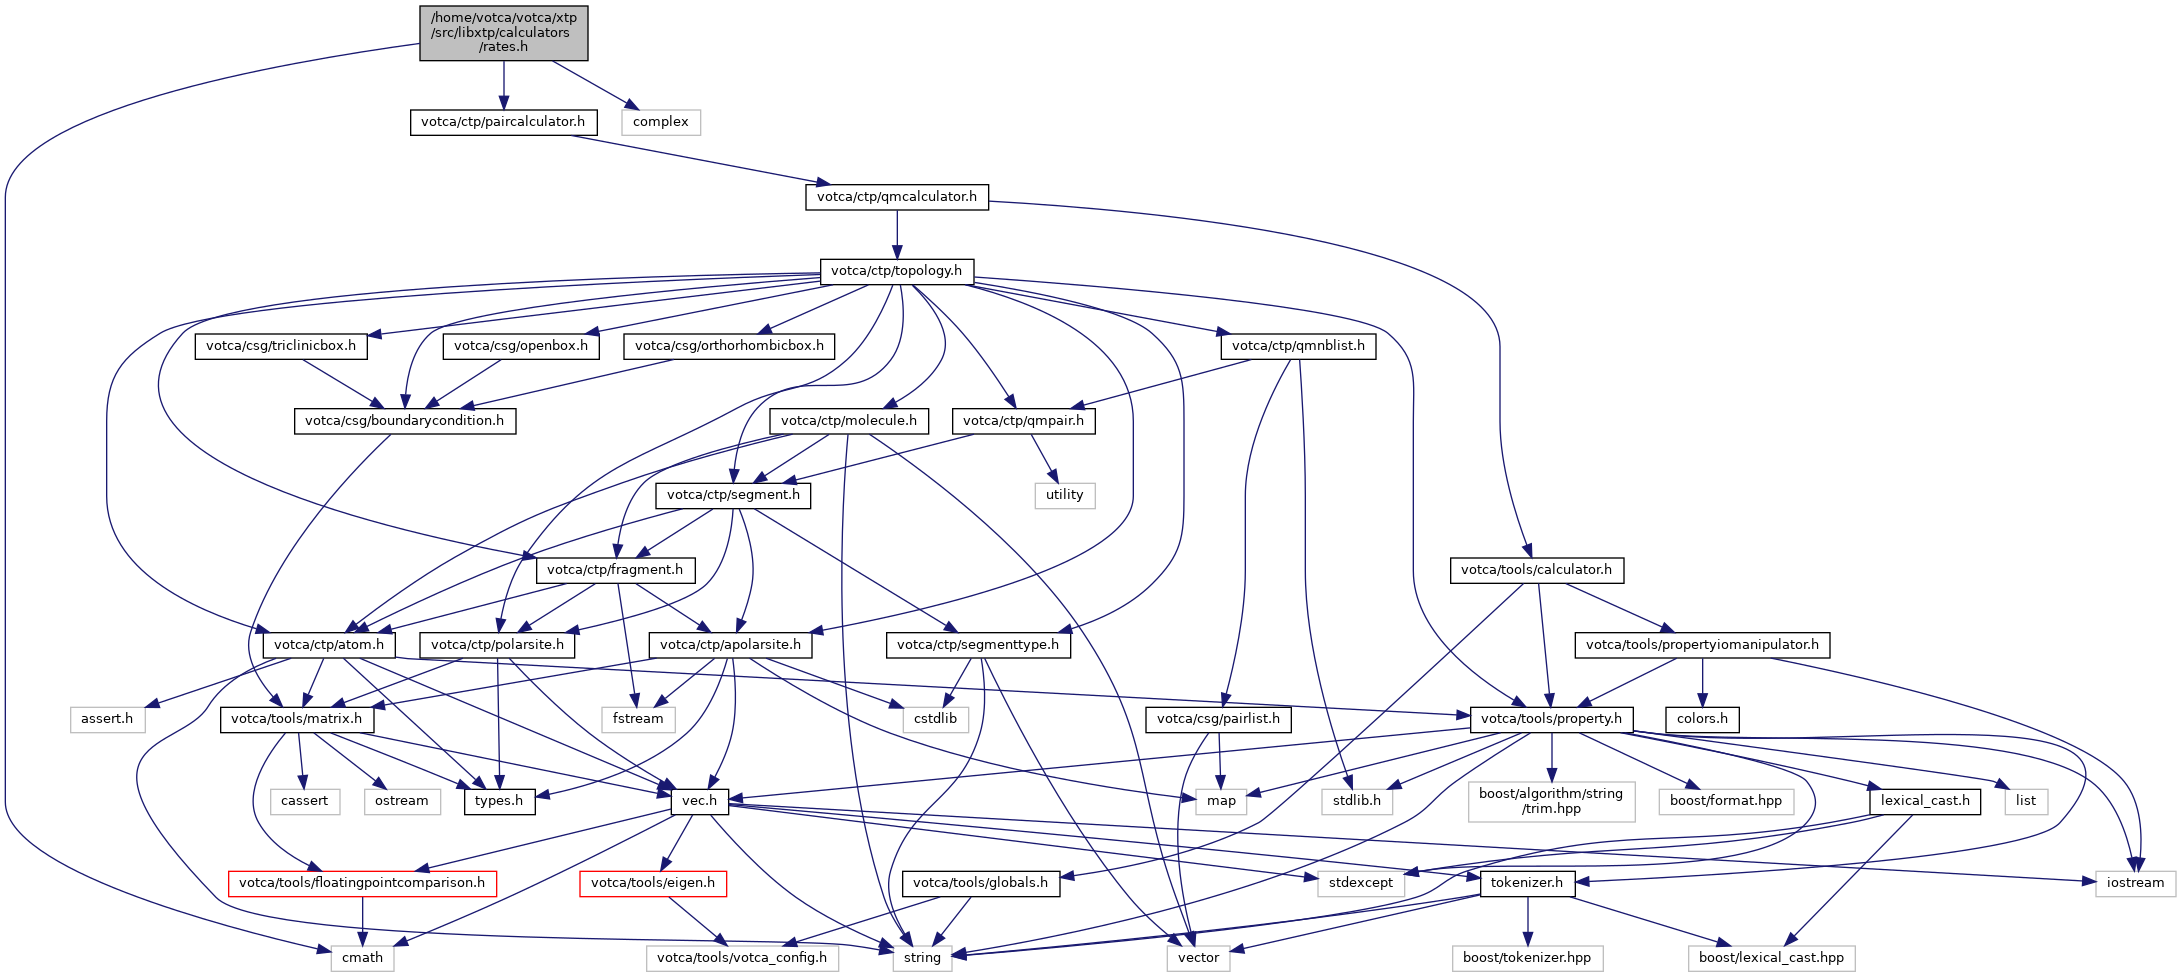 /home/votca/votca/xtp
/src/libxtp/calculators
/rates.h
votca/ctp/paircalculator.h
complex
votca/ctp/qmcalculator.h
votca/ctp/topology.h
votca/csg/triclinicbox.h
votca/csg/openbox.h
votca/csg/orthorhombicbox.h
votca/ctp/qmnblist.h
votca/csg/boundarycondition.h
votca/ctp/molecule.h
votca/ctp/qmpair.h
votca/ctp/segment.h
utility
votca/ctp/fragment.h
votca/tools/calculator.h
votca/ctp/atom.h
votca/ctp/polarsite.h
votca/ctp/apolarsite.h
votca/ctp/segmenttype.h
votca/tools/propertyiomanipulator.h
assert.h
votca/tools/matrix.h
fstream
cstdlib
votca/csg/pairlist.h
votca/tools/property.h
colors.h
cassert
ostream
types.h
vec.h
map
stdlib.h
boost/algorithm/string
/trim.hpp
boost/format.hpp
lexical_cast.h
list
votca/tools/floatingpointcomparison.h
votca/tools/eigen.h
votca/tools/globals.h
stdexcept
tokenizer.h
iostream
cmath
votca/tools/votca_config.h
string
vector
boost/tokenizer.hpp
boost/lexical_cast.hpp